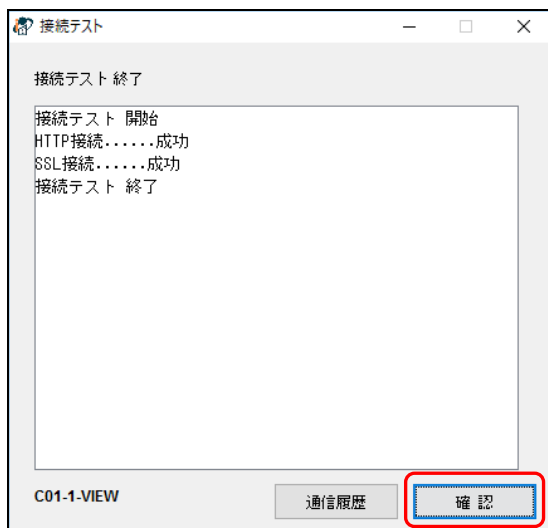 接続テスト
接続テスト 終了
接続テスト 開始
HTTP接続......成功
SSL接続......成功
接続テスト 終了
C01-1-VIEW
通信履歴
確 認